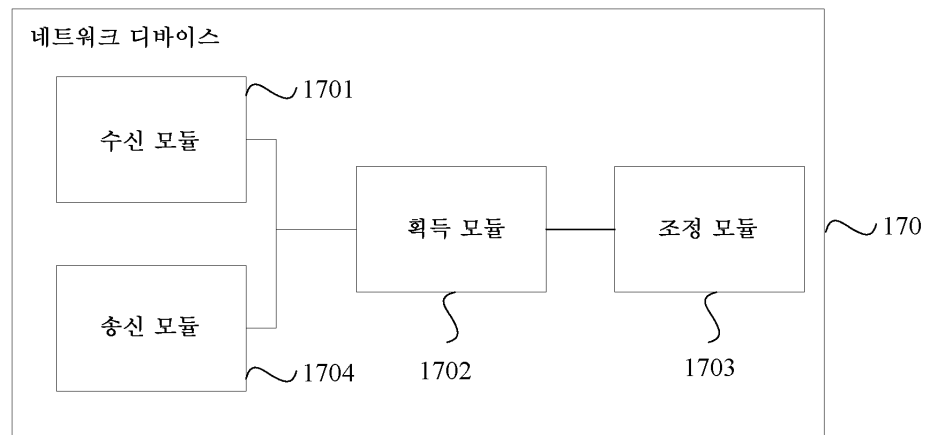 네트워크 디바이스
1701
수신 모듈
획득 모듈
조정 모듈
170
송신 모듈
1704
1702
1703